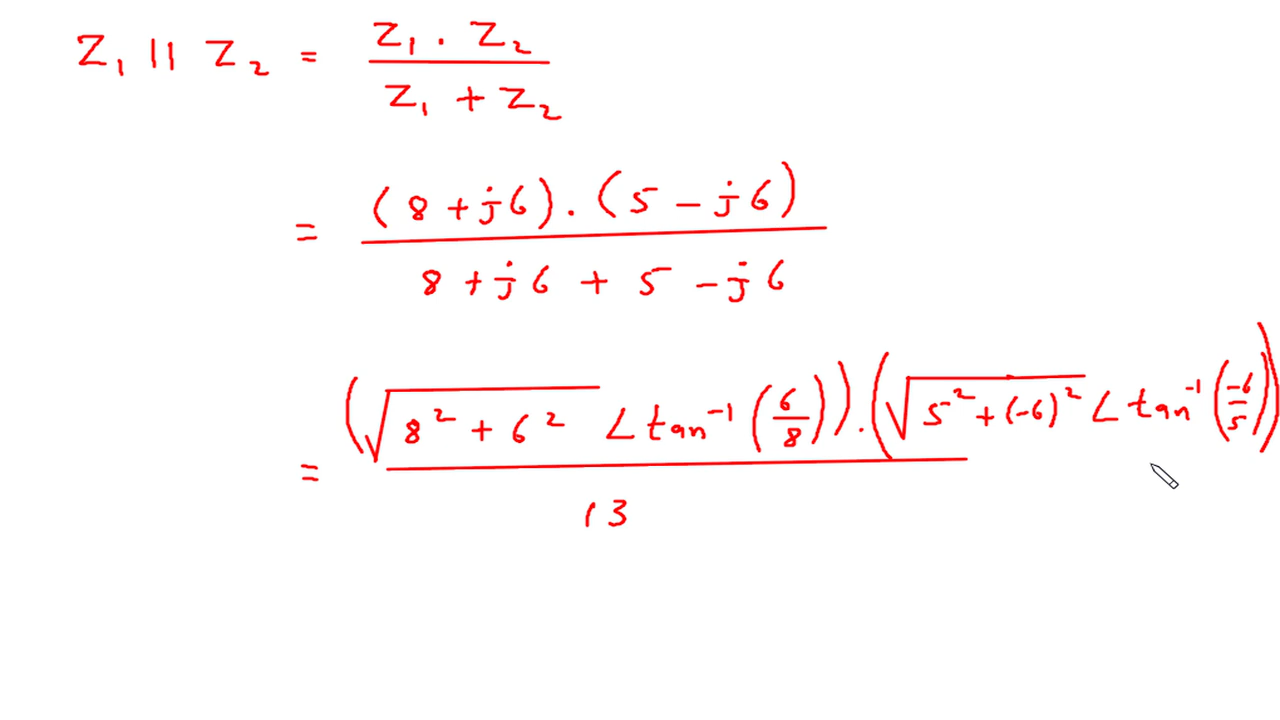 Z₁ || Z₂ = Z₁ . Z₂ / Z₁ + Z₂
= (8 + j6) . (5 - j6) / 8 + j6 + 5 - j6
= (√(8² + 6²) ∠ tan⁻¹(6/8)) . (√(5² + (-6)²) ∠ tan⁻¹(-6/5)) / 13